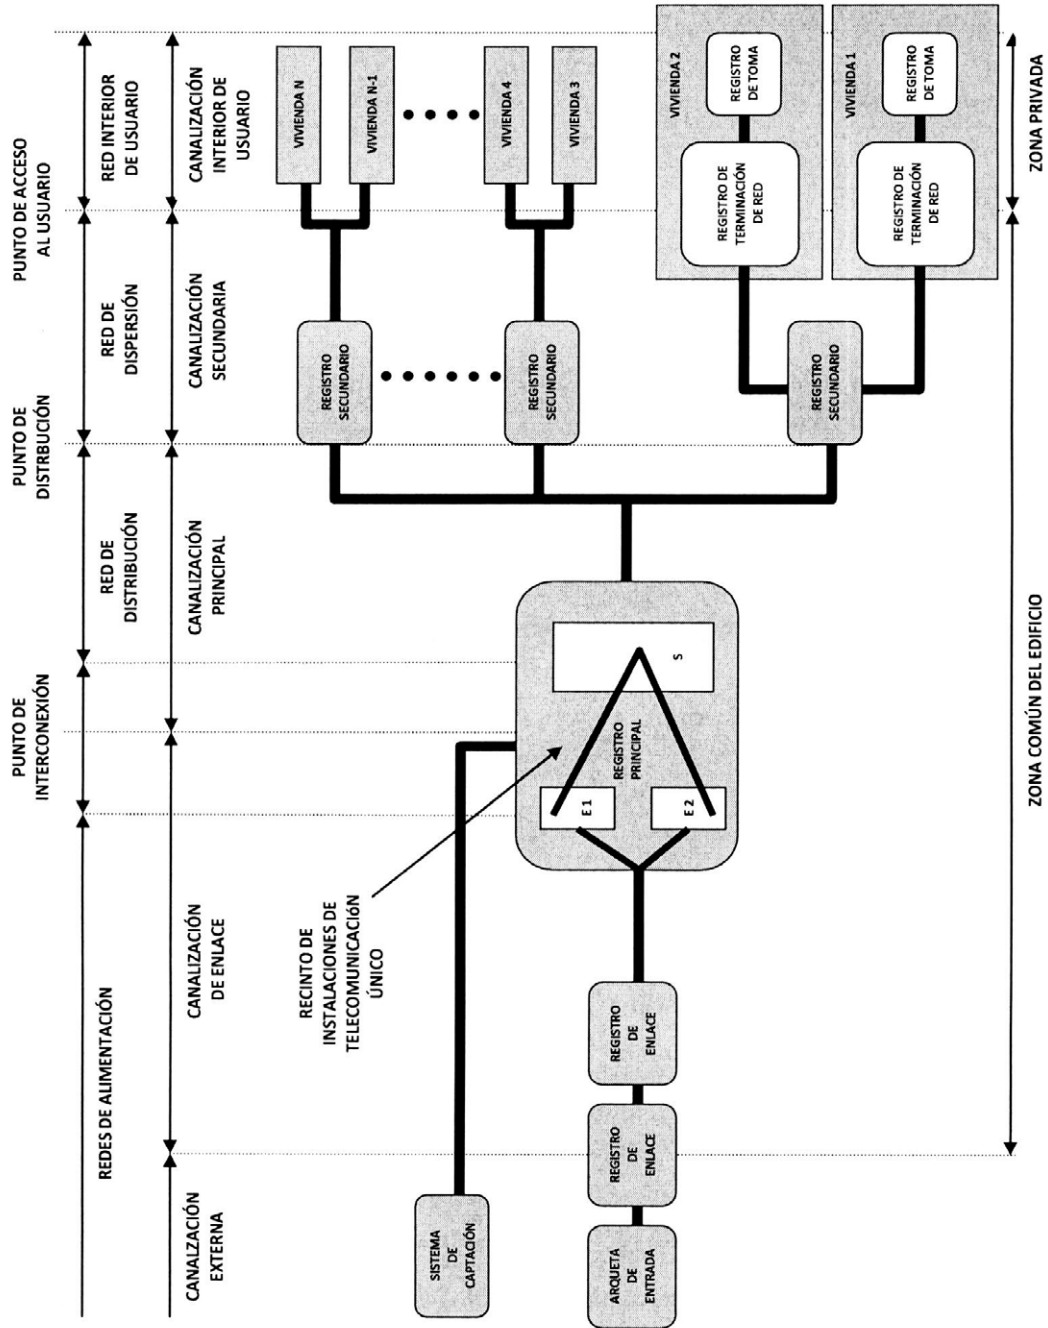 PUNTO DE
INTERCONEXIÓN
PUNTO DE
DISTRBUCIÓN
PUNTO DE ACCESO
AL USUARIO
REDES DE ALIMENTACIÓN
RED DE
DISTRIBUCIÓN
RED DE
DISPERSIÓN
RED INTERIOR
DE USUARIO
CANALZACIÓN
EXTERNA
CANALIZACIÓN
DE ENLACE
CANALIZACIÓN
PRINCIPAL
CANALIZACIÓN
SECUNDARIA
CANALIZACIÓN
INTERIOR DE
USUARIO
RECINTO DE
INSTALACIONES DE
TELECOMUNICACIóN
ÚNICO
REGISTRO
SECUNDARIO
VIVIENDA N
VIVIENDA N-1
SISTEMA
DE
CAPTACIÓN
REGISTRO
SECUNDARIO
VIVIENDA 4
VIVIENDA 3
E 1
ARQUETA
DE
ENTRADA
REGISTRO
DE
ENLACE
REGISTRO
DE
ENLACE
REGISTRO
PRINCIPAL
E 2
S
VIVIENDA 2
REGISTRO DE
TERMINACIÓN
DE RED
REGISTRO
DE TOMA
REGISTRO
SECUNDARIO
VIVIENDA 1
REGISTRO DE
TERMINACIÓN
DE RED
REGISTRO
DE TOMA
ZONA COMÚN DEL EDIFICIO
ZONA PRIVADA